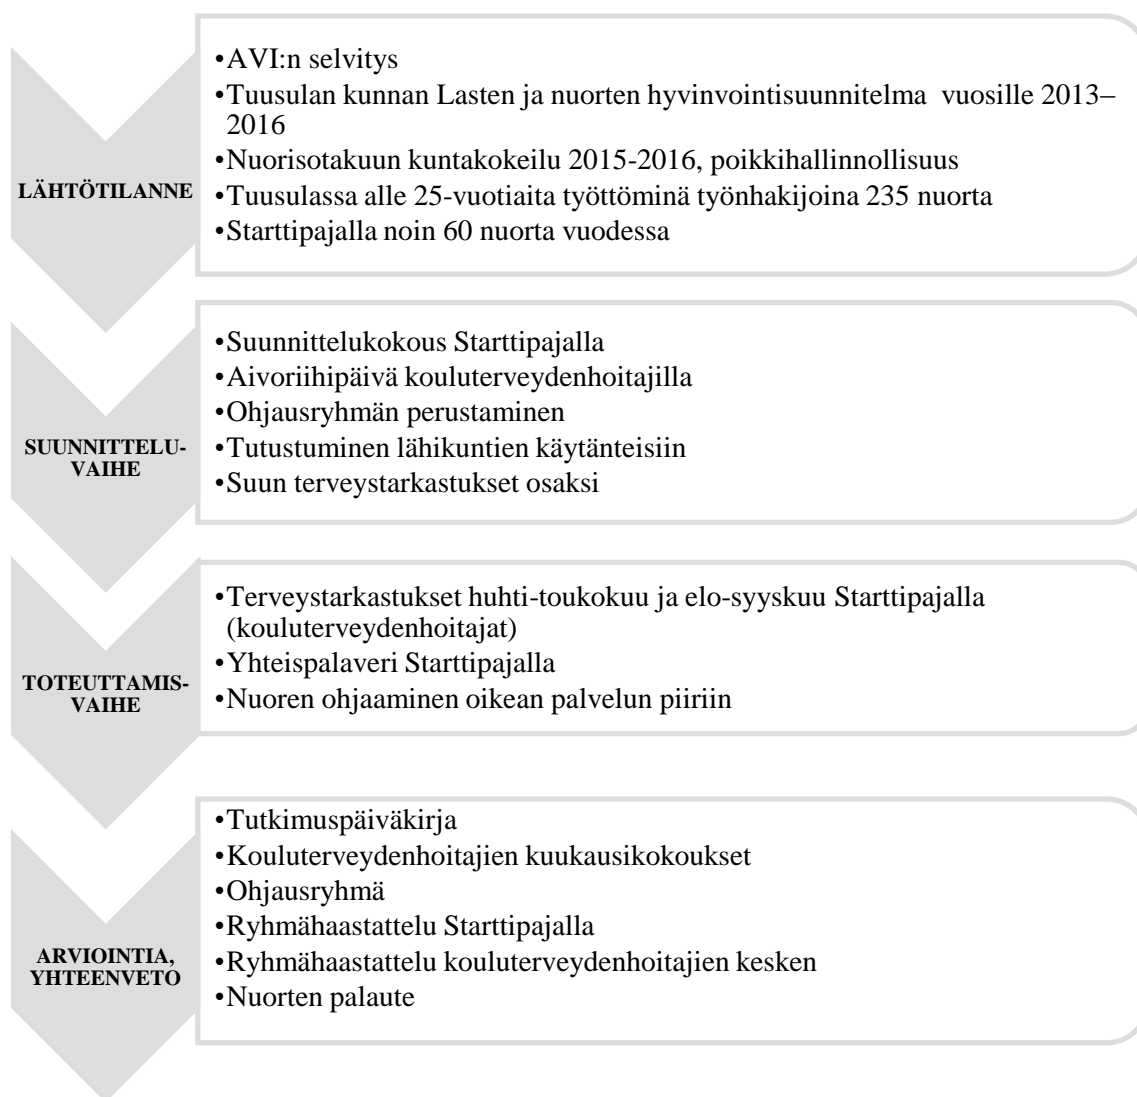 LÄHTÖTILANNE
•AVI:n selvitys
•Tuusulan kunnan Lasten ja nuorten hyvinvointisuunnitelma vuosille 2013–
2016
•Nuorisotakuun kuntakokeilu 2015-2016, poikkihallinnollisuus
•Tuusulassa alle 25-vuotiaita työttöminä työnhakijoina 235 nuorta
•Starttipajalla noin 60 nuorta vuodessa
SUUNNITTELU-
VAIHE
•Suunnittelukokous Starttipajalla
•Aivoriihipäivä kouluterveydenhoitajilla
•Ohjausryhmän perustaminen
•Tutustuminen lähikuntien käytänteisiin
•Suun terveystarkastukset osaksi
TOTEUTTAMIS-
VAIHE
•Terveystarkastukset huhti-toukokuu ja elo-syyskuu Starttipajalla
(kouluterveydenhoitajat)
•Yhteispalaveri Starttipajalla
•Nuoren ohjaaminen oikean palvelun piiriin
ARVIOINTIA,
YHTEENVETO
•Tutkimuspäiväkirja
•Kouluterveydenhoitajien kuukausikokoukset
•Ohjausryhmä
•Ryhmähaastattelu Starttipajalla
•Ryhmähaastattelu kouluterveydenhoitajien kesken
•Nuorten palaute